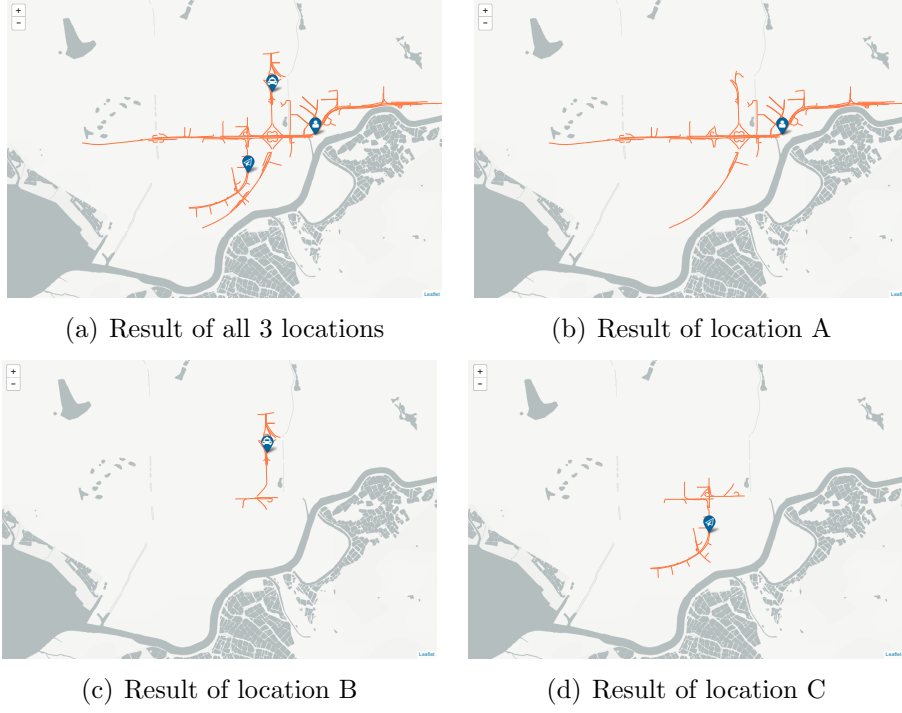 +
−
+
−
Leaflet
Leaflet
(a) Result of all 3 locations
(b) Result of location A
+
−
+
−
Leaflet
Leaflet
(c) Result of location B
(d) Result of location C